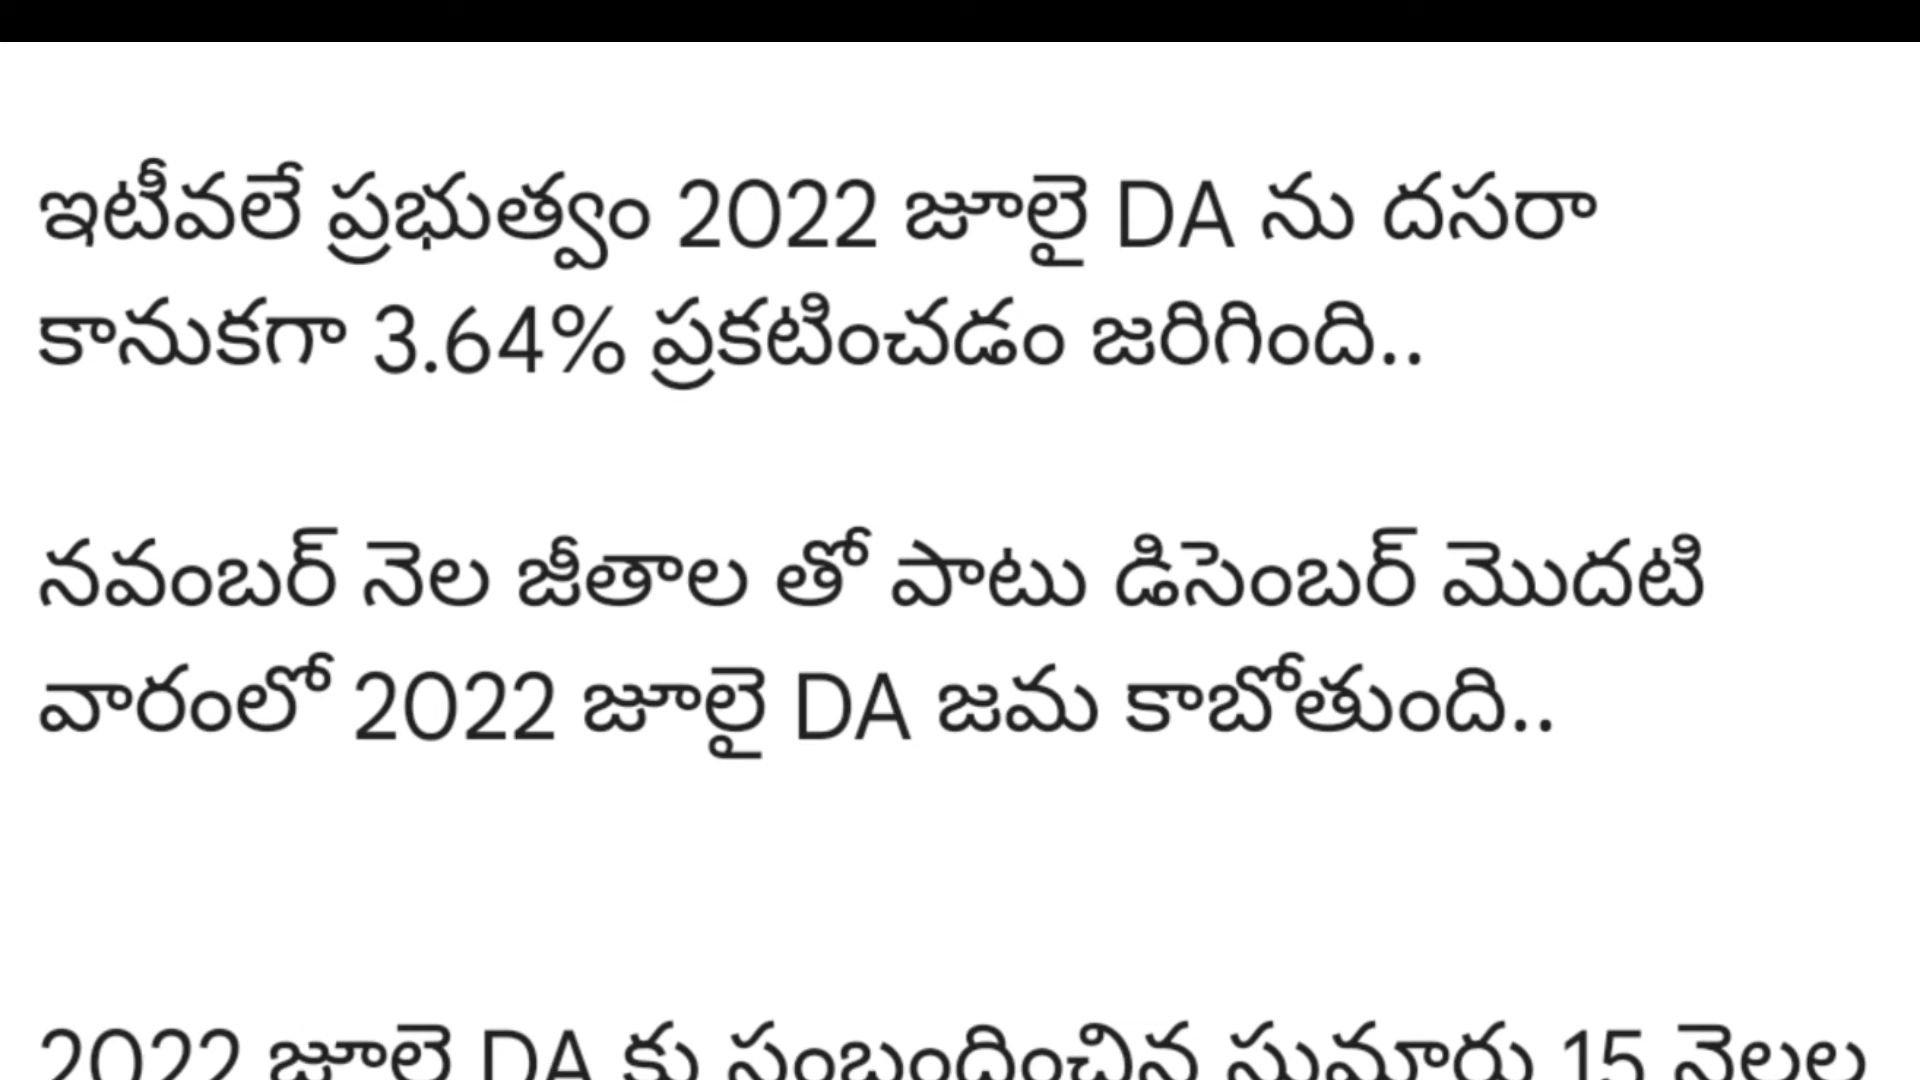 ఇటీవలే ప్రభుత్వం 2022 జూలై DA ను దసరా
కానుకగా 3.64% ప్రకటించడం జరిగింది..
నవంబర్ నెల జీతాల తో పాటు డిసెంబర్ మొదటి
వారంలో 2022 జూలై DA జమ కాబోతుంది..
2022 జూలై DA కు సంబంధించిన సుమారు 15 నెలల